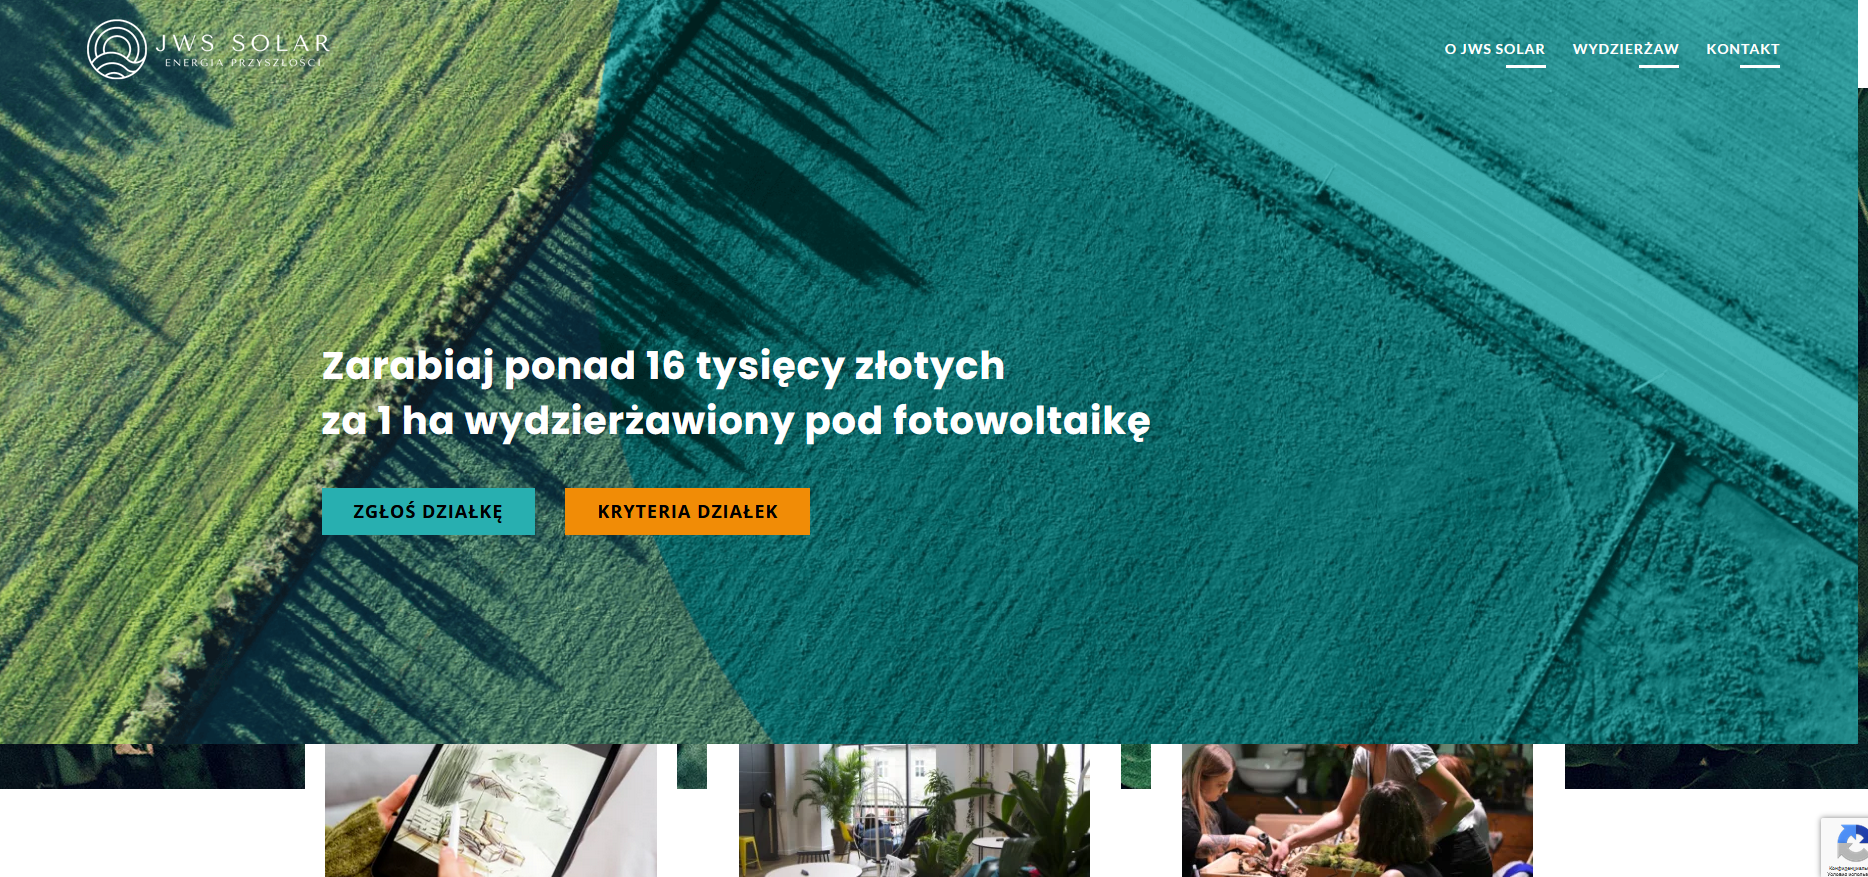 JWS SOLAR
ENERGIA PRZYSZŁOŚCI
O JWS SOLAR
WYDZIERŻAW
KONTAKT
Zarabiaj ponad 16 tysięcy złotych
za 1 ha wydzierżawiony pod fotowoltaikę
ZGŁOŚ DZIAŁKĘ
KRYTERIA DZIAŁEK